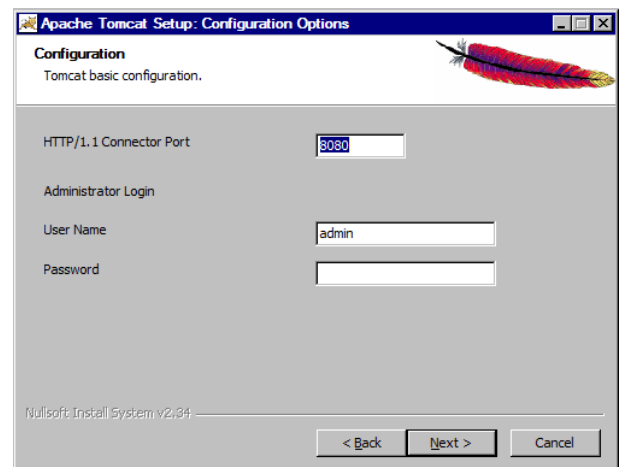 Apache Tomcat Setup: Configuration Options
Configuration
Tomcat basic configuration.
HTTP/1.1 Connector Port
8080
Administrator Login
User Name
admin
Password
Nullsoft Install System v2.34
< Back
Next >
Cancel